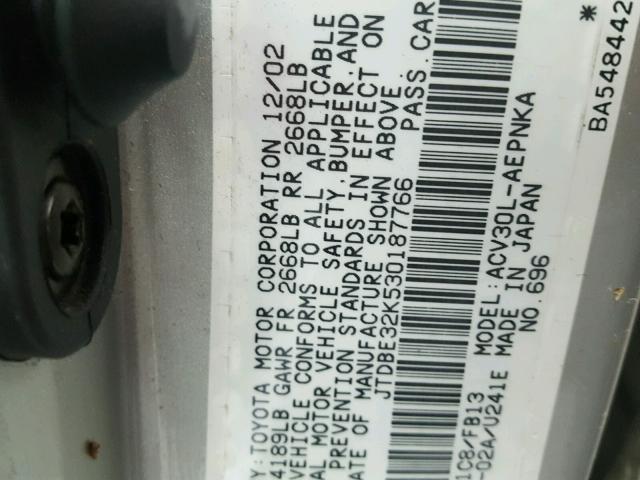 Y:TOYOTA MOTOR CORPORATION 12/02
4189LB GAWR FR 2668LB RR 2668LB
VEHICLE CONFORMS TO ALL APPLICABLE
AL MOTOR VEHICLE SAFETY, BUMPER, AND
PREVENTION STANDARDS IN EFFECT ON
ATE OF MANUFACTURE SHOWN ABOVE.
JTDBE32K530187766 PASS.CAR
1C8/FB13 MODEL:ACV30L-AEPNKA
-02A/U241E MADE IN JAPAN
NO.696
* BA548442